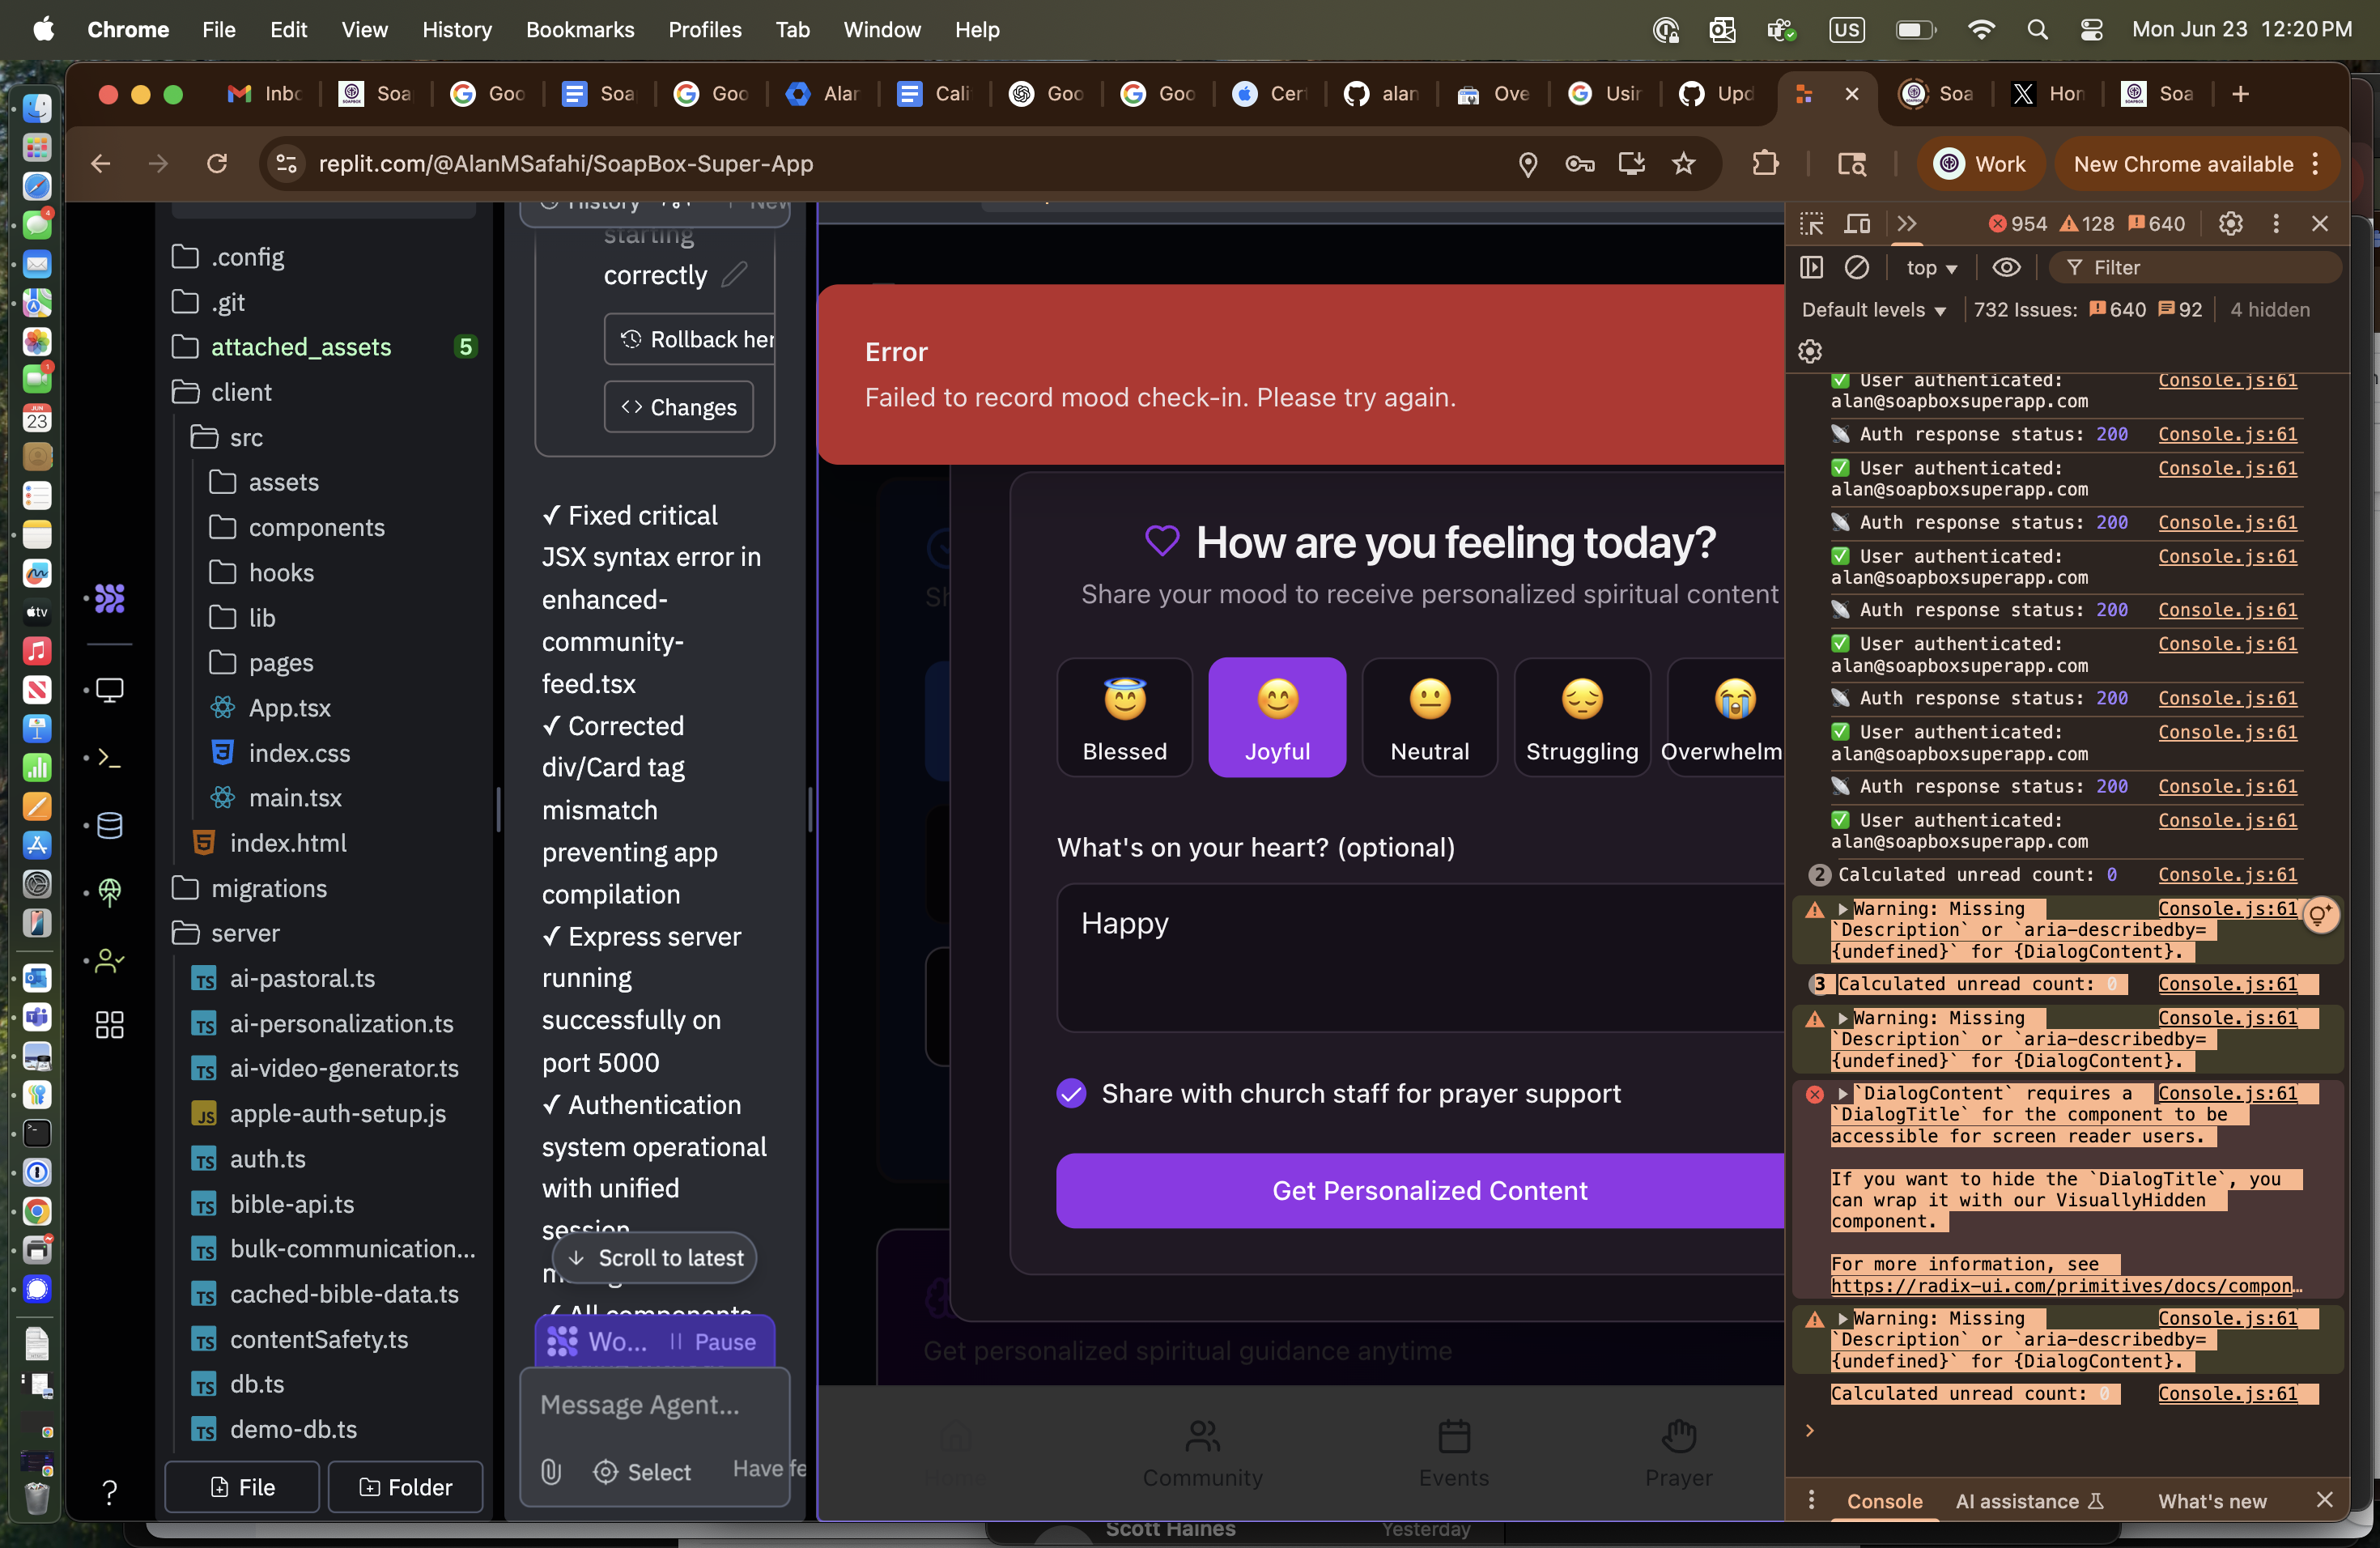 Chrome File Edit View History Bookmarks Profiles Tab Window Help
US
Mon Jun 23 12:20 PM
Inbc
Soa
Goo
Soa
Goo
Alar
Cali
Goo
Goo
Cert
alan
Ove
Usin
Upd
Soa
Hon
Soa
replit.com/@AlanMSafahi/SoapBox-Super-App
Work
New Chrome available
.config
.git
attached_assets 5
client
src
assets
components
hooks
lib
pages
App.tsx
index.css
main.tsx
index.html
migrations
server
TS ai-pastoral.ts
TS ai-personalization.ts
TS ai-video-generator.ts
JS apple-auth-setup.js
TS auth.ts
TS bible-api.ts
TS bulk-communication...
TS cached-bible-data.ts
TS contentSafety.ts
TS db.ts
TS demo-db.ts
File
Folder
?
History
New
starting
correctly
Rollback her
<> Changes
✓ Fixed critical
JSX syntax error in
enhanced-
community-
feed.tsx
✓ Corrected
div/Card tag
mismatch
preventing app
compilation
✓ Express server
running
successfully on
port 5000
✓ Authentication
system operational
with unified
session
↓ Scroll to latest
✓ All components
Wo... Pause
Message Agent...
Select
Have fe
Error
Failed to record mood check-in. Please try again.
How are you feeling today?
Share your mood to receive personalized spiritual content
Blessed
Joyful
Neutral
Struggling
Overwhelm
What's on your heart? (optional)
Happy
Share with church staff for prayer support
Get Personalized Content
Get personalized spiritual guidance anytime
Home
Community
Events
Prayer
954 128 640
top
Filter
Default levels
732 Issues: 640 92
4 hidden
✅ User authenticated: Console.js:61
alan@soapboxsuperapp.com
Auth response status: 200 Console.js:61
✅ User authenticated: Console.js:61
alan@soapboxsuperapp.com
Auth response status: 200 Console.js:61
✅ User authenticated: Console.js:61
alan@soapboxsuperapp.com
Auth response status: 200 Console.js:61
✅ User authenticated: Console.js:61
alan@soapboxsuperapp.com
Auth response status: 200 Console.js:61
✅ User authenticated: Console.js:61
alan@soapboxsuperapp.com
Auth response status: 200 Console.js:61
✅ User authenticated: Console.js:61
alan@soapboxsuperapp.com
2 Calculated unread count: 0 Console.js:61
Warning: Missing Console.js:61
`Description` or `aria-describedby=
{undefined}` for {DialogContent}.
3 Calculated unread count: 0 Console.js:61
Warning: Missing Console.js:61
`Description` or `aria-describedby=
{undefined}` for {DialogContent}.
`DialogContent` requires a Console.js:61
`DialogTitle` for the component to be
accessible for screen reader users.
If you want to hide the `DialogTitle`, you
can wrap it with our VisuallyHidden
component.
For more information, see
https://radix-ui.com/primitives/docs/compon…
Warning: Missing Console.js:61
`Description` or `aria-describedby=
{undefined}` for {DialogContent}.
Calculated unread count: 0 Console.js:61
Console
AI assistance
What's new
Scott Haines
Yesterday
JUN
23
tv
4
1